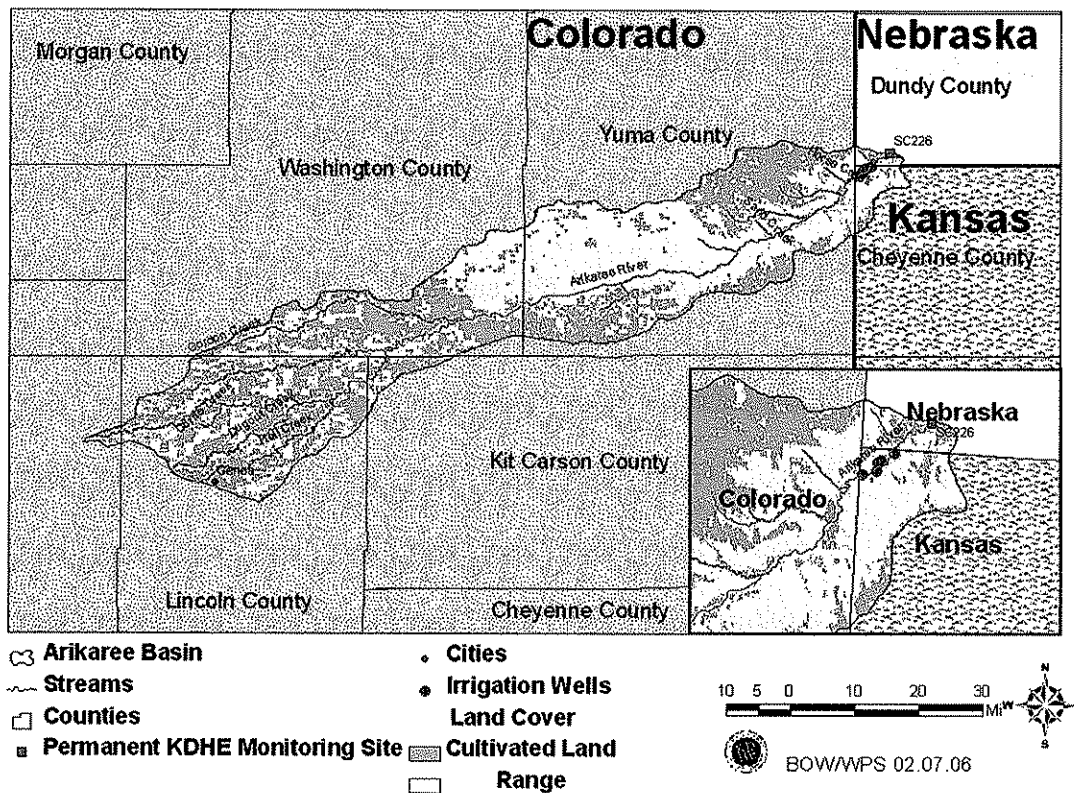 Colorado
Nebraska
Morgan County
Dundy County
Yuma County
SC226
Washington County
Kansas
Cheyenne County
Arikaree River
Kit Carson County
Lincoln County
Cheyenne County
Nebraska
Arikaree River
Colorado
Kansas
Arikaree Basin
Streams
Counties
Permanent KDHE Monitoring Site
Cities
Irrigation Wells
Land Cover
Cultivated Land
Range
10 5 0 10 20 30
Mi
N
W
S
BOW/WPS 02.07.06